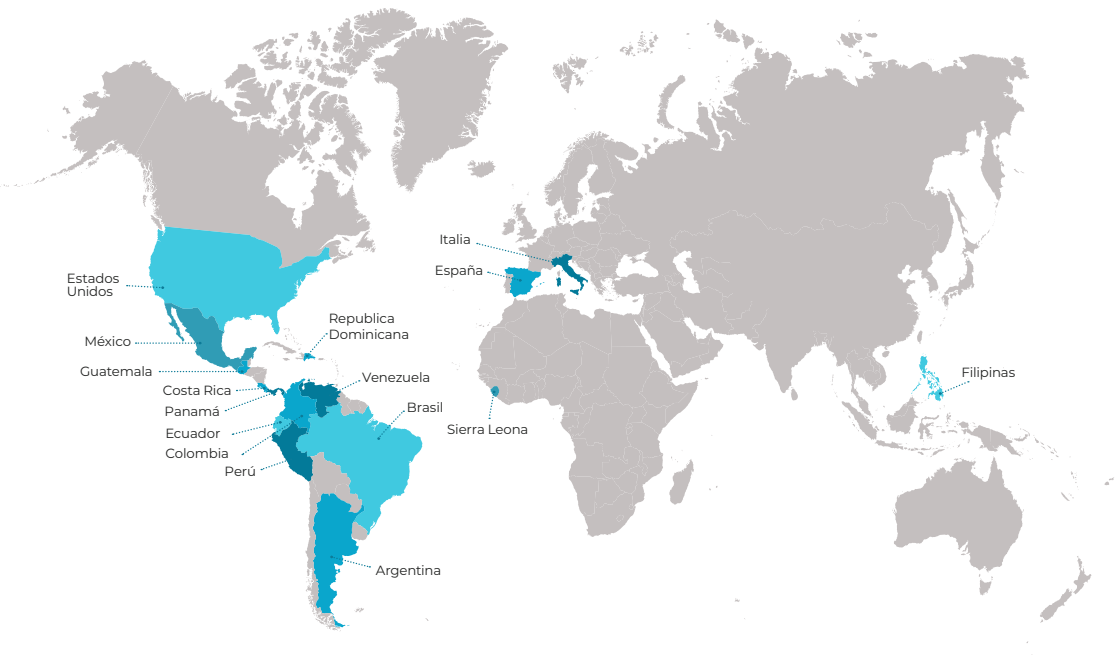 Italia
España
Estados
Unidos
Republica
Dominicana
México
Guatemala
Venezuela
Costa Rica
Filipinas
Panamá
Brasil
Ecuador
Sierra Leona
Colombia
Perú
Argentina